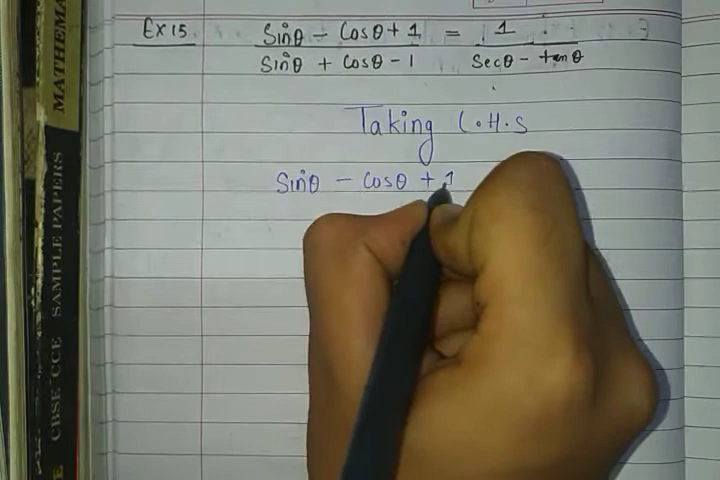 Ex 15. sinθ - cosθ + 1 = 1
sinθ + cosθ - 1 secθ - tanθ
Taking L.H.S
sinθ - cosθ + 1
MATHEMA
CBSE CCE SAMPLE PAPERS